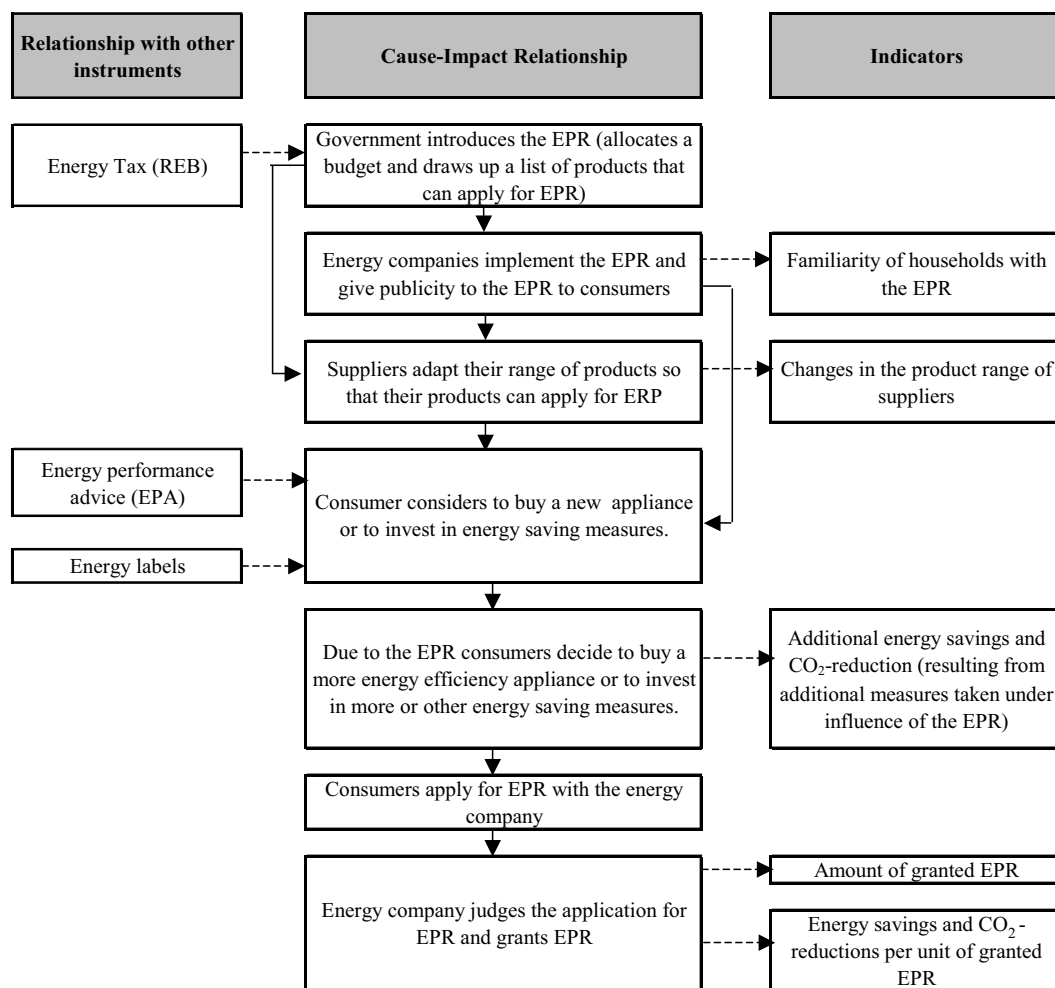 Relationship with other
instruments
Cause-Impact Relationship
Indicators
Energy Tax (REB)
Government introduces the EPR (allocates a
budget and draws up a list of products that
can apply for EPR)
Energy companies implement the EPR and
give publicity to the EPR to consumers
Familiarity of households with
the EPR
Suppliers adapt their range of products so
that their products can apply for ERP
Changes in the product range of
suppliers
Energy performance
advice (EPA)
Energy labels
Consumer considers to buy a new appliance
or to invest in energy saving measures.
Due to the EPR consumers decide to buy a
more energy efficiency appliance or to invest
in more or other energy saving measures.
Additional energy savings and
CO₂-reduction (resulting from
additional measures taken under
influence of the EPR)
Consumers apply for EPR with the energy
company
Energy company judges the application for
EPR and grants EPR
Amount of granted EPR
Energy savings and CO₂-
reductions per unit of granted
EPR